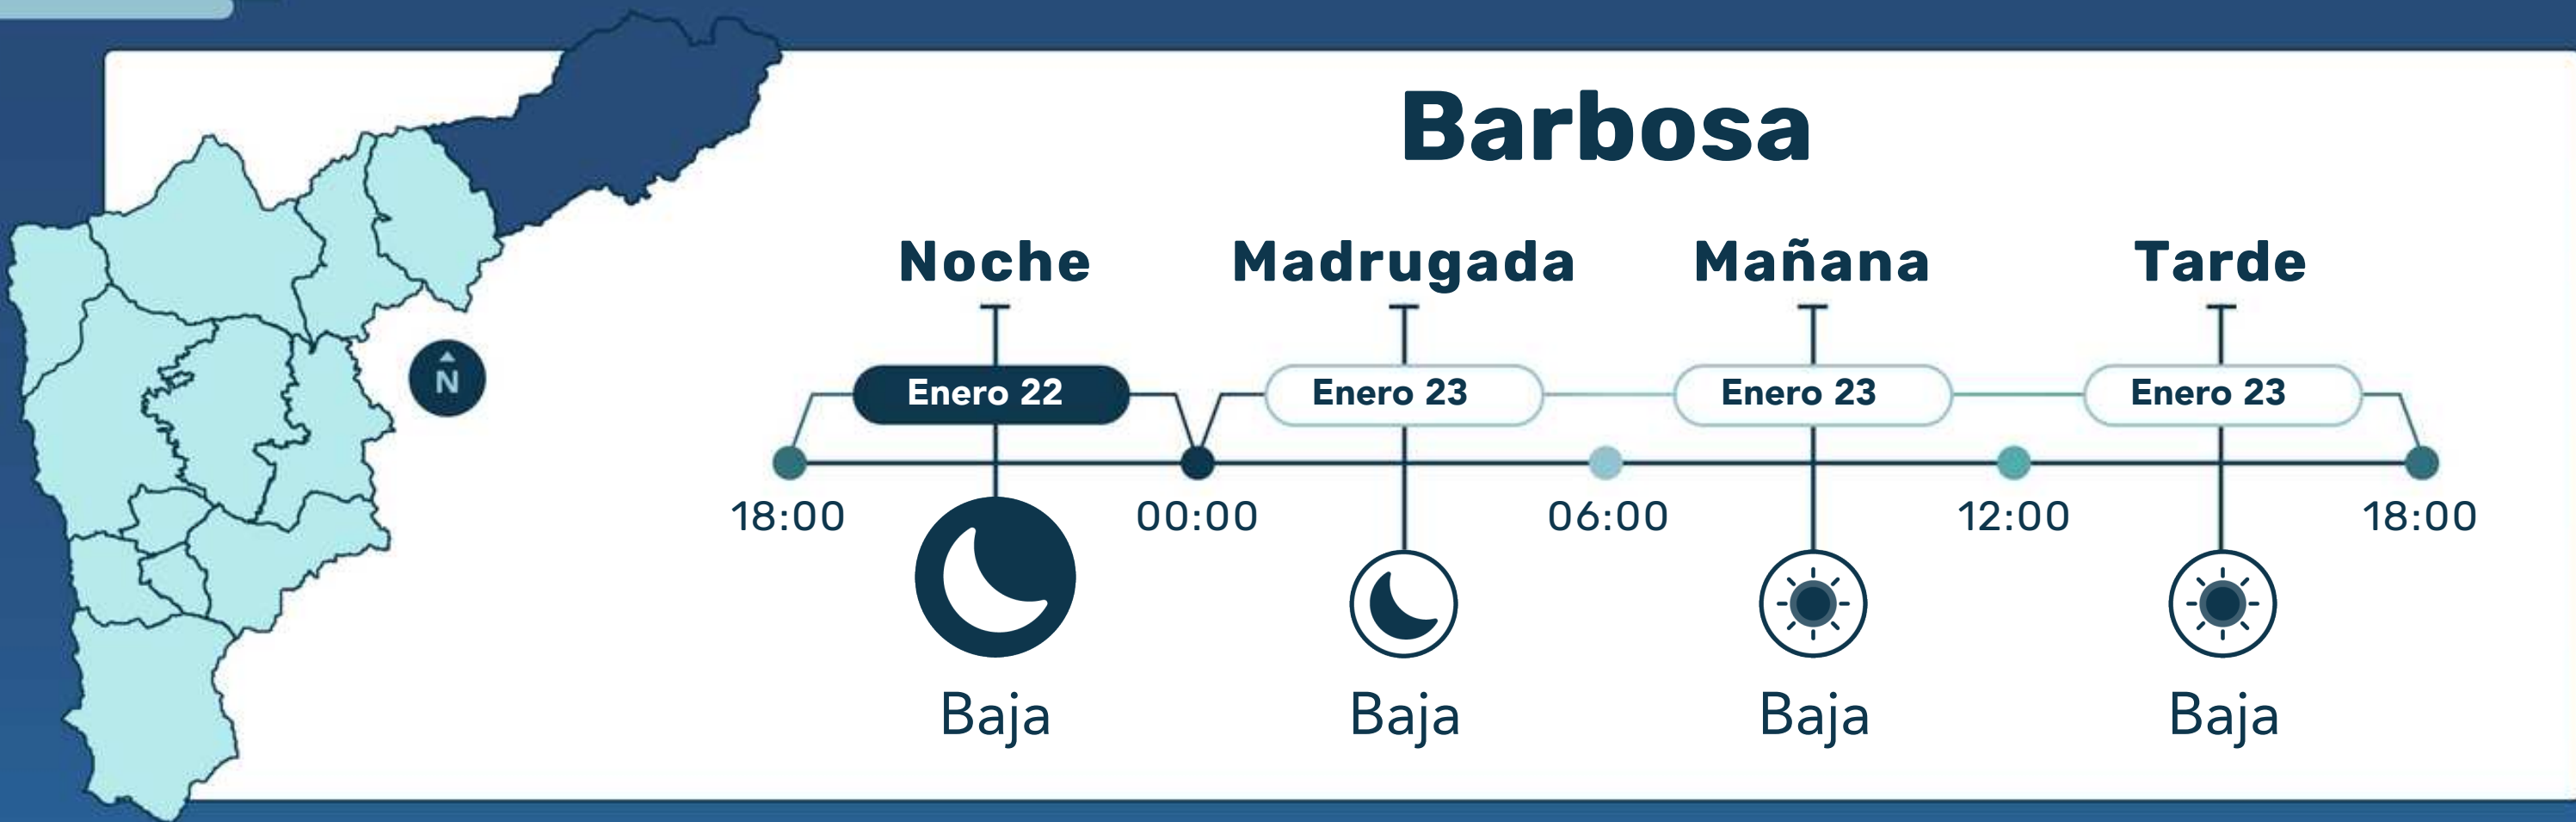 Barbosa
Noche Madrugada Mañana Tarde
N
Enero 22 Enero 23 Enero 23 Enero 23
18:00 00:00 06:00 12:00 18:00
Baja Baja Baja Baja